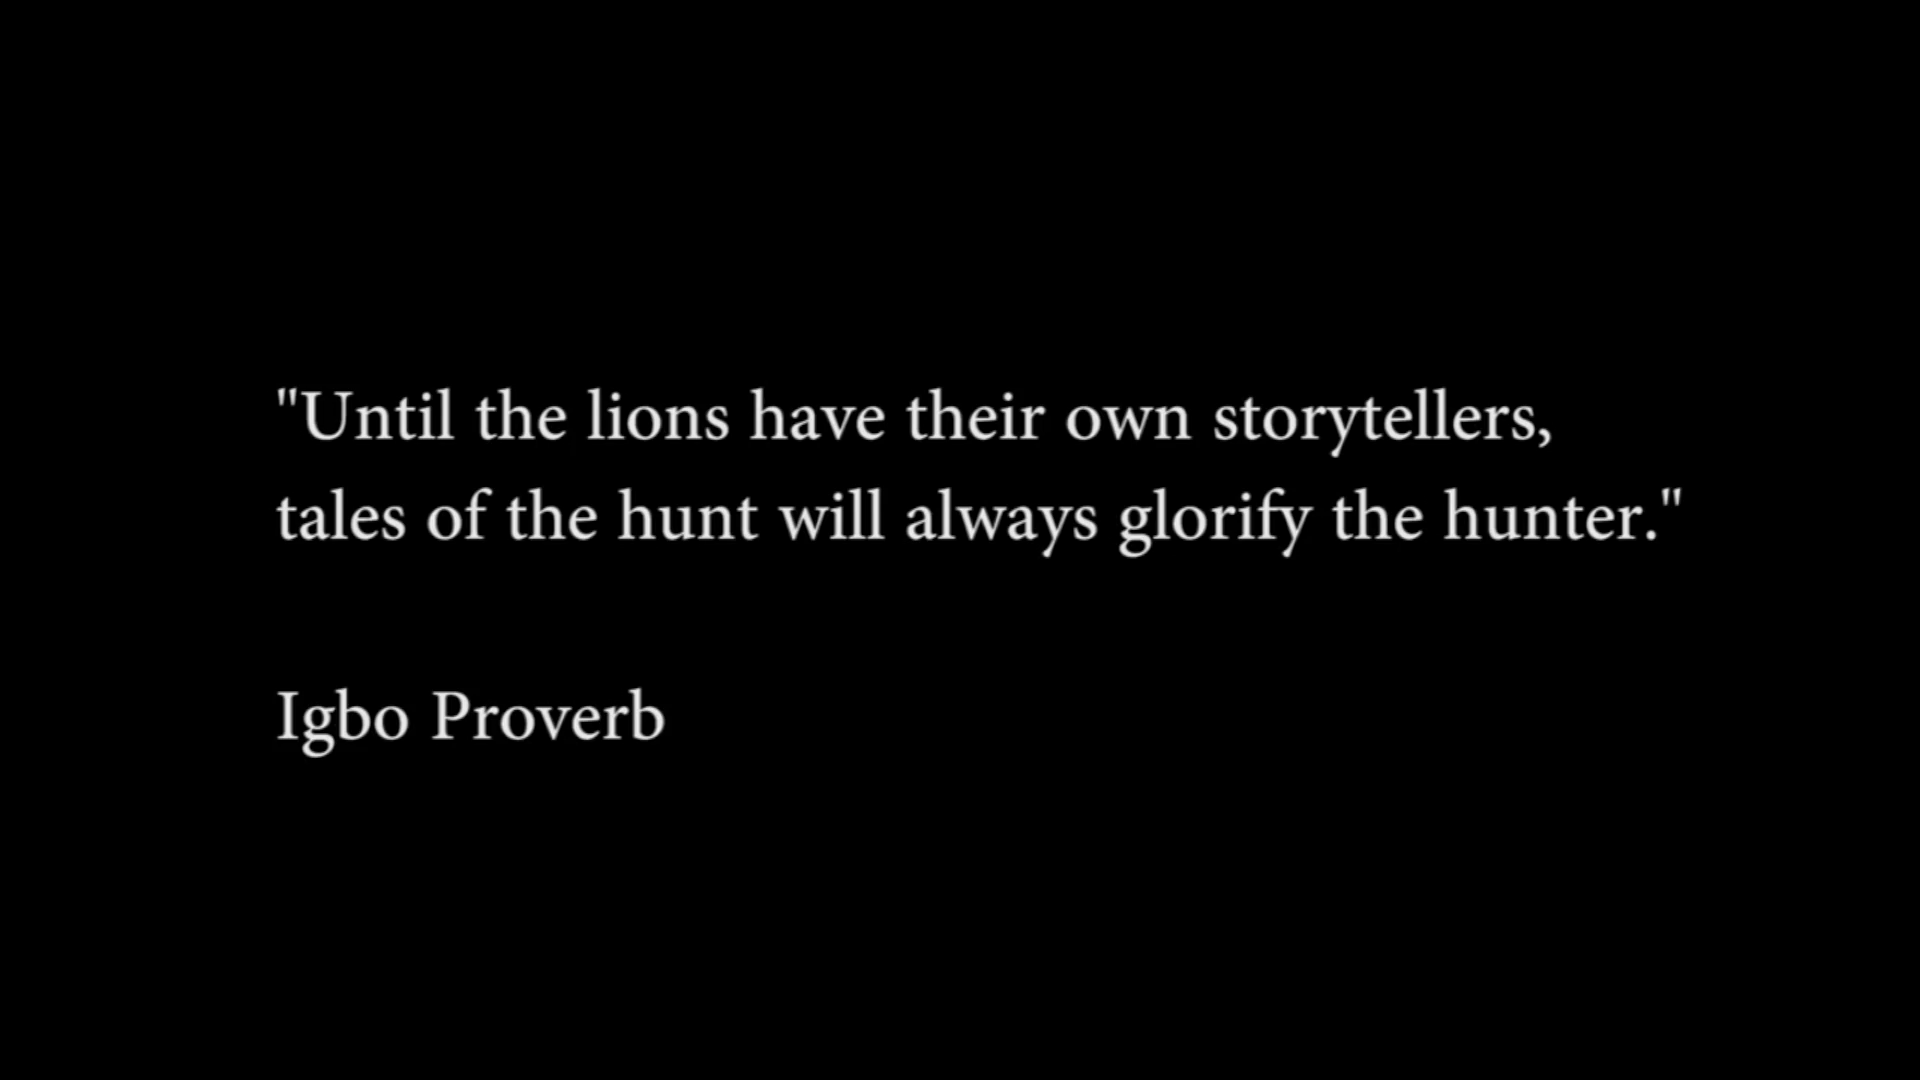 "Until the lions have their own storytellers,
tales of the hunt will always glorify the hunter."
Igbo Proverb